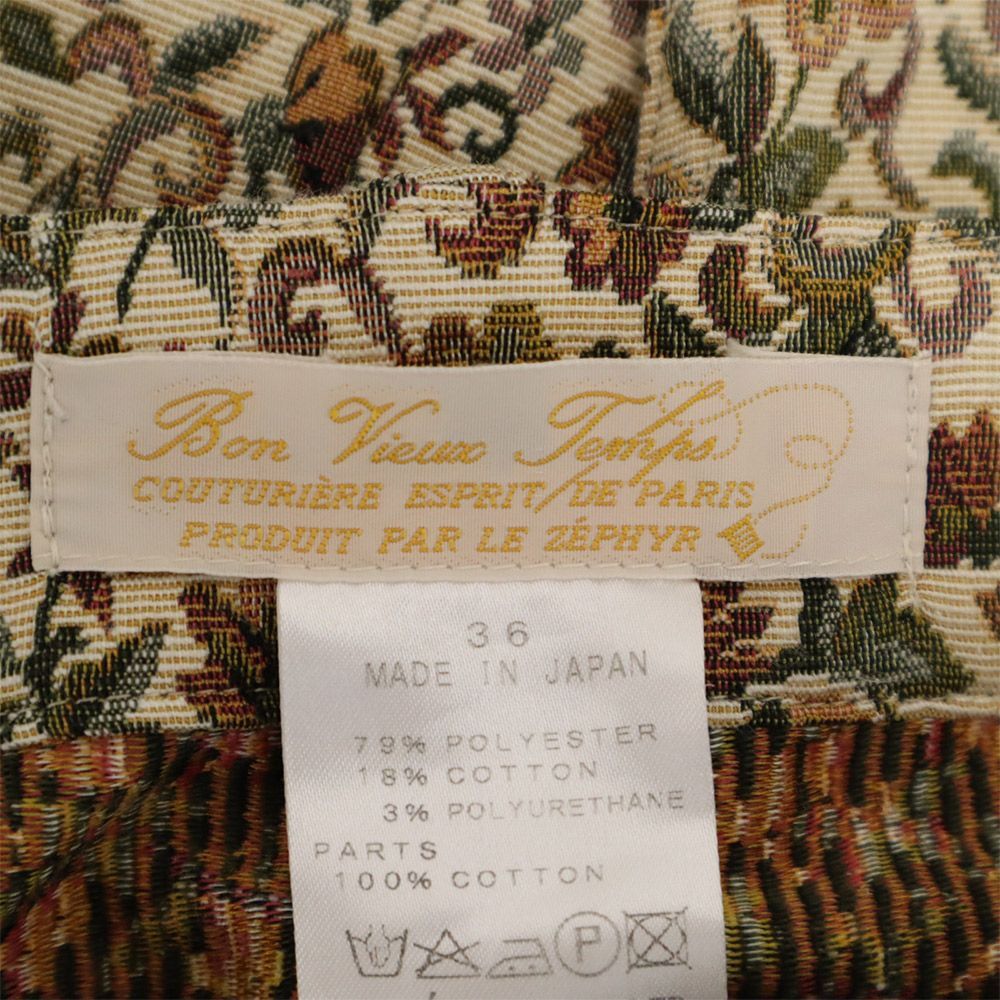 Bon Vieux Temps
COUTURIÈRE ESPRIT DE PARIS
PRODUIT PAR LE ZÉPHYR
36
MADE IN JAPAN
79% POLYESTER
18% COTTON
3% POLYURETHANE
PARTS
100% COTTON
P